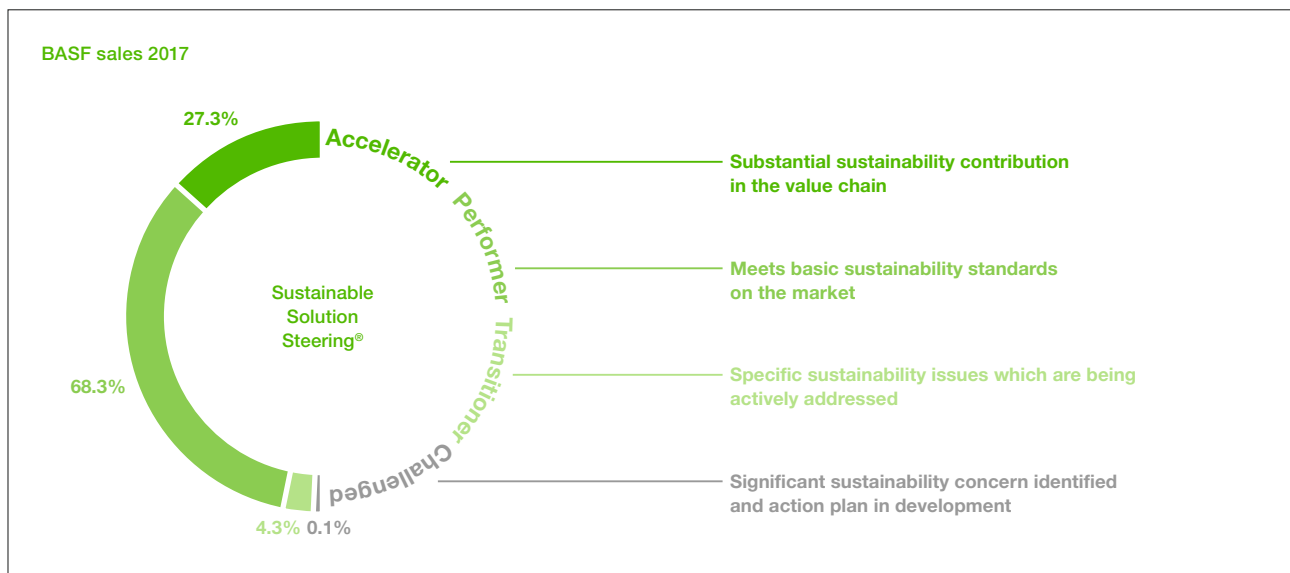 BASF sales 2017
27.3%
Accelerator
Substantial sustainability contribution
in the value chain
Performer
Meets basic sustainability standards
on the market
Sustainable
Solution
Steering®
68.3%
Transitioner
Specific sustainability issues which are being
actively addressed
Challenged
Significant sustainability concern identified
and action plan in development
4.3%
0.1%